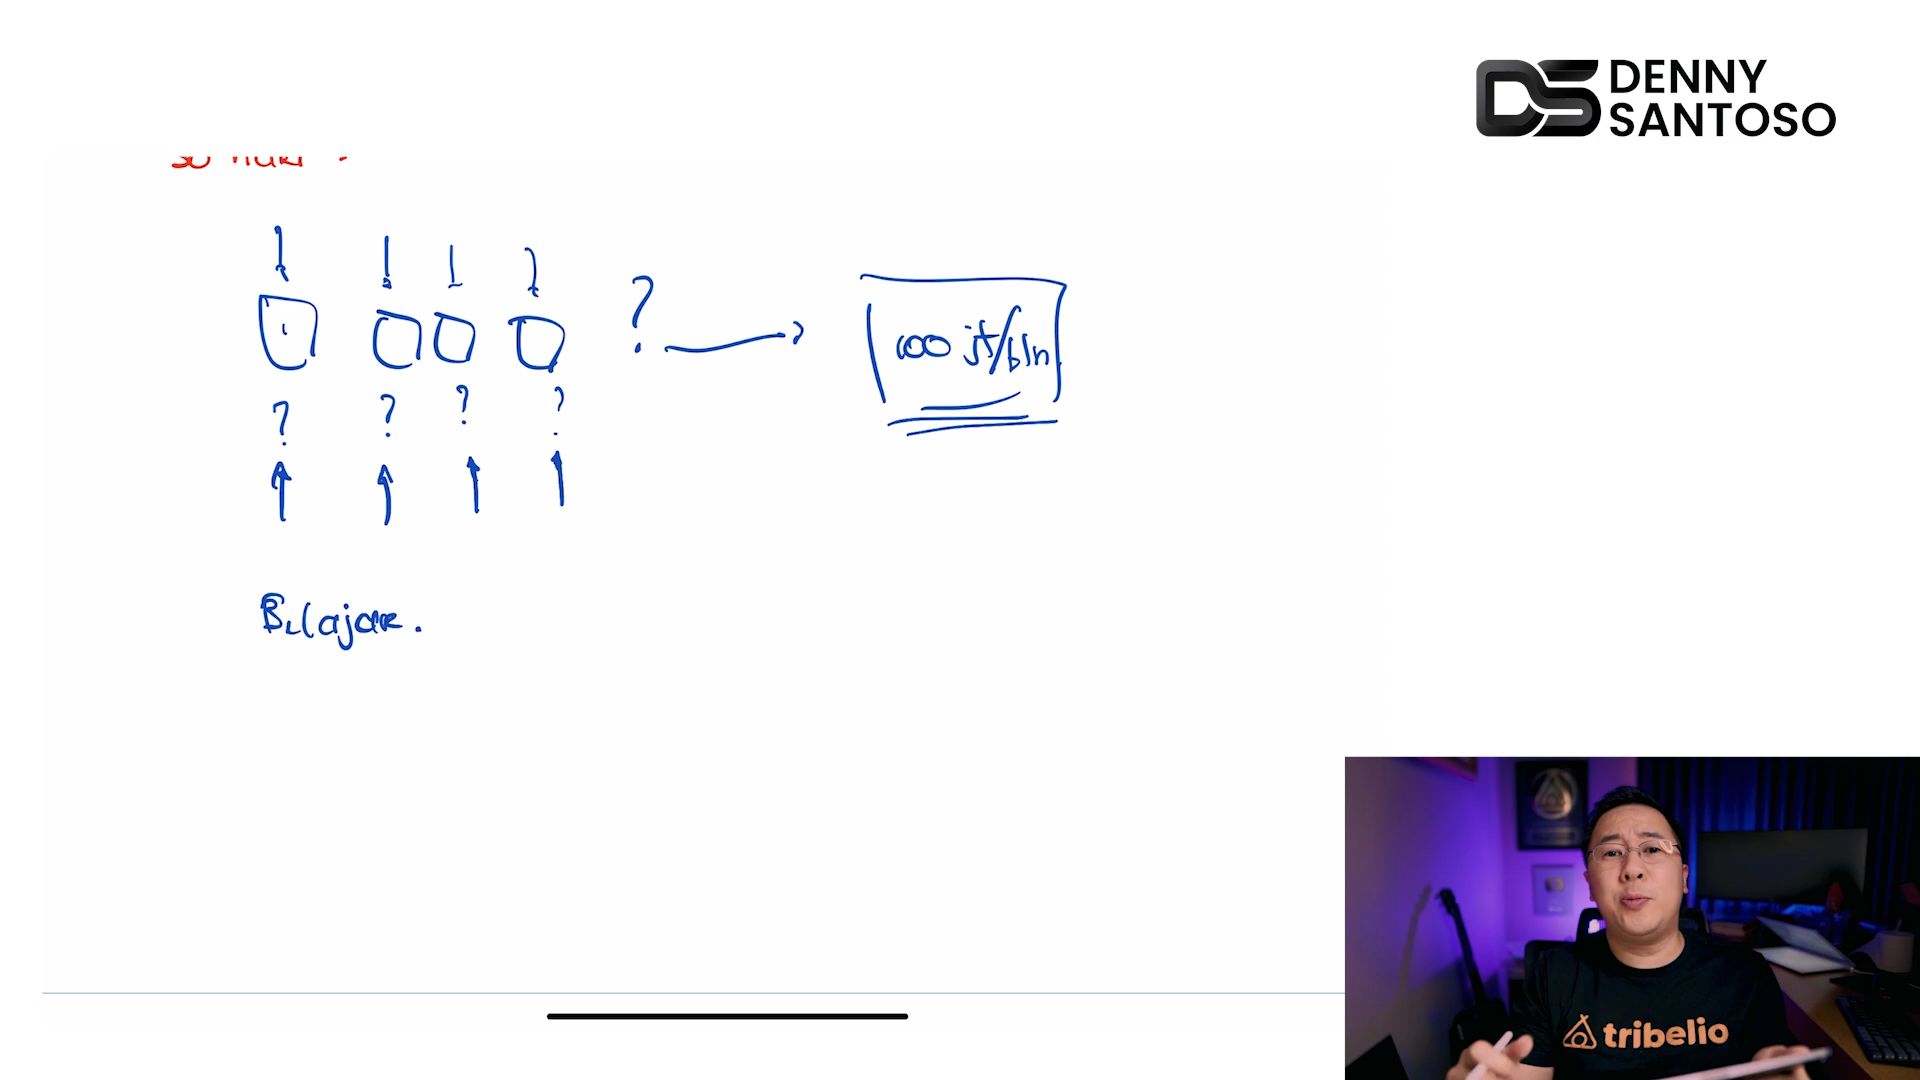 DENNY
SANTOSO
? ?
100 jt/bln
? ? ? ?
Belajar.
tribelio